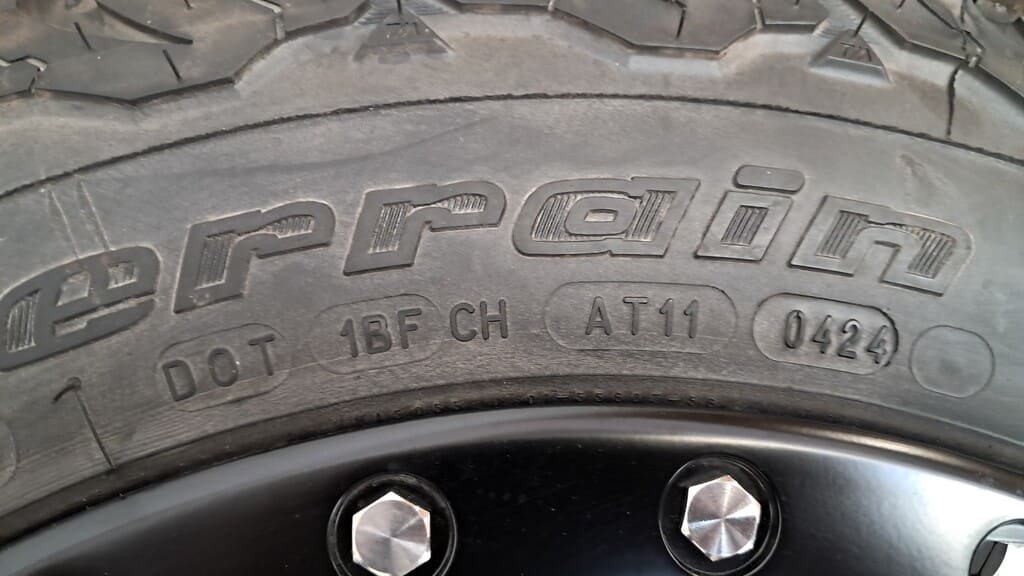 errain
DOT 1BF CH AT11 0424